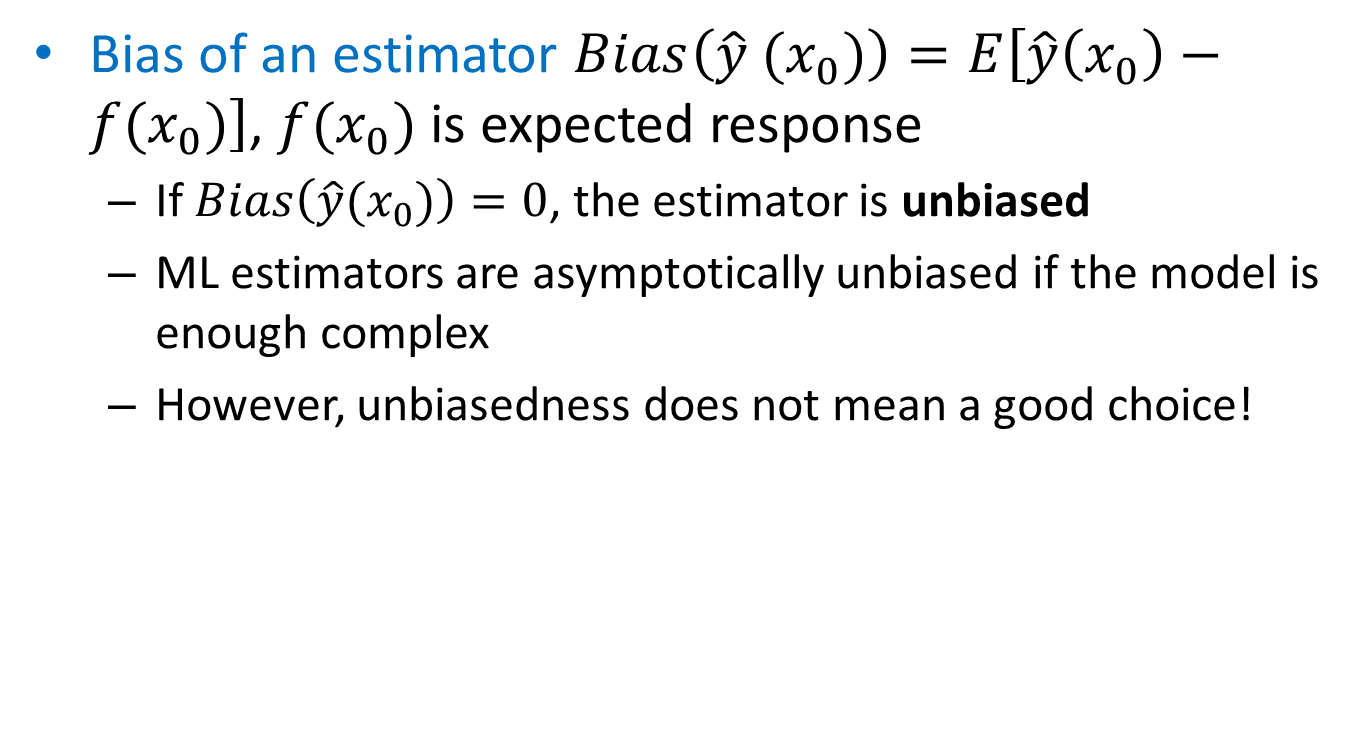 • Bias of an estimator 𝐵𝑖𝑎𝑠(ŷ (𝑥₀)) = 𝐸[ŷ(𝑥₀) −
𝑓(𝑥₀)], 𝑓(𝑥₀) is expected response
– If 𝐵𝑖𝑎𝑠(ŷ(𝑥₀)) = 0, the estimator is unbiased
– ML estimators are asymptotically unbiased if the model is
enough complex
– However, unbiasedness does not mean a good choice!